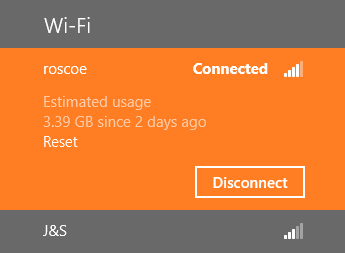 Wi-Fi
roscoe Connected
Estimated usage
3.39 GB since 2 days ago
Reset
Disconnect
J&S